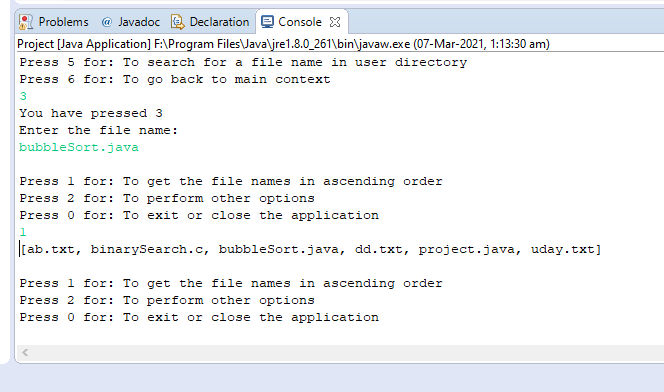 Problems @ Javadoc Declaration Console
Project [Java Application] F:\Program Files\Java\jre1.8.0_261\bin\javaw.exe (07-Mar-2021, 1:13:30 am)
Press 5 for: To search for a file name in user directory
Press 6 for: To go back to main context
3
You have pressed 3
Enter the file name:
bubbleSort.java
Press 1 for: To get the file names in ascending order
Press 2 for: To perform other options
Press 0 for: To exit or close the application
1
[ab.txt, binarySearch.c, bubbleSort.java, dd.txt, project.java, uday.txt]
Press 1 for: To get the file names in ascending order
Press 2 for: To perform other options
Press 0 for: To exit or close the application